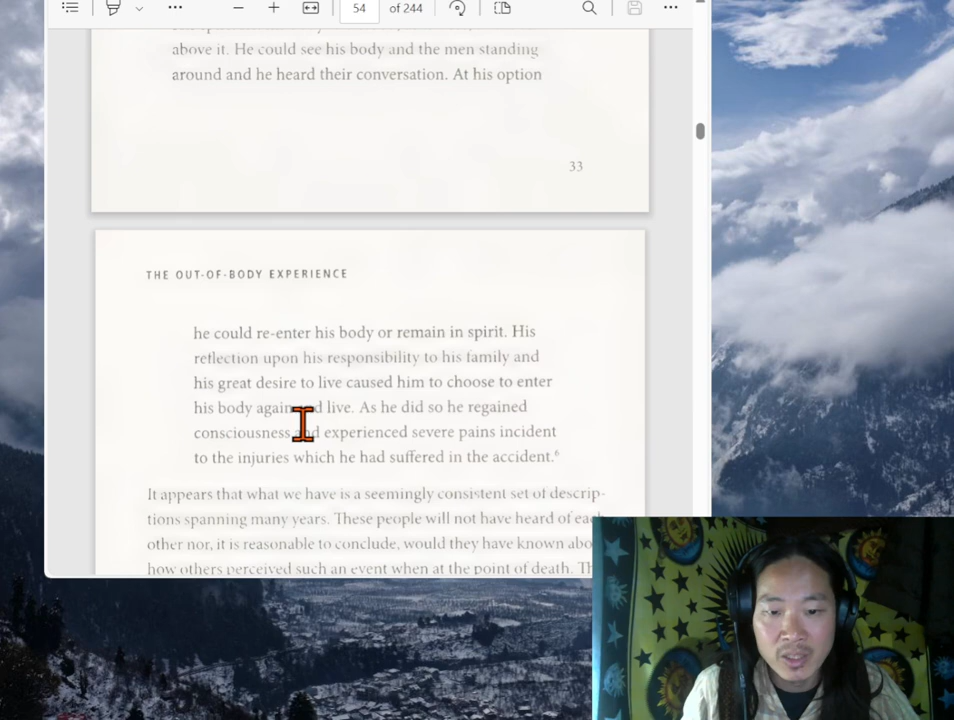 54 of 244
above it. He could see his body and the men standing
around and he heard their conversation. At his option
33
THE OUT-OF-BODY EXPERIENCE
he could re-enter his body or remain in spirit. His
reflection upon his responsibility to his family and
his great desire to live caused him to choose to enter
his body again live. As he did so he regained
consciousness and experienced severe pains incident
to the injuries which he had suffered in the accident.⁶
It appears that what we have is a seemingly consistent set of descrip-
tions spanning many years. These people will not have heard of each
other nor, it is reasonable to conclude, would they have known
how others perceived such an event when at the point of death.